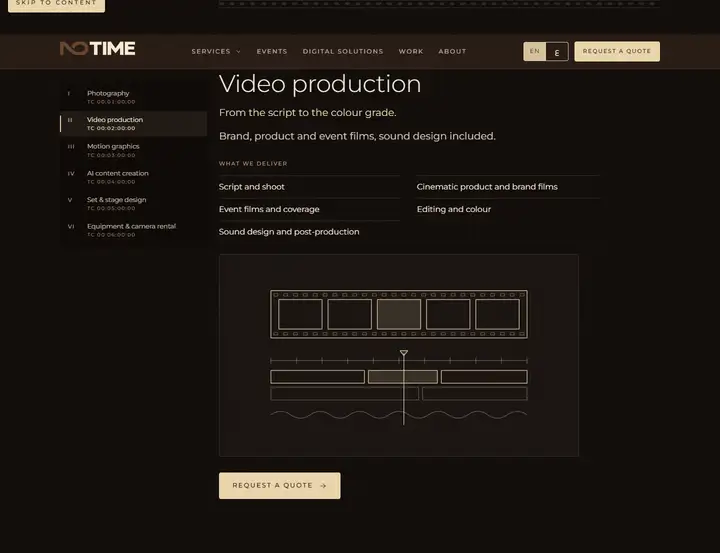 SKIP TO CONTENT
NOTIME
SERVICES
EVENTS
DIGITAL SOLUTIONS
WORK
ABOUT
EN
E
REQUEST A QUOTE
I Photography
TC 00:01:00:00
II Video production
TC 00:02:00:00
III Motion graphics
TC 00:03:00:00
IV AI content creation
TC 00:04:00:00
V Set & stage design
TC 00:05:00:00
VI Equipment & camera rental
TC 00:06:00:00
Video production
From the script to the colour grade.
Brand, product and event films, sound design included.
WHAT WE DELIVER
Script and shoot
Cinematic product and brand films
Event films and coverage
Editing and colour
Sound design and post-production
REQUEST A QUOTE →